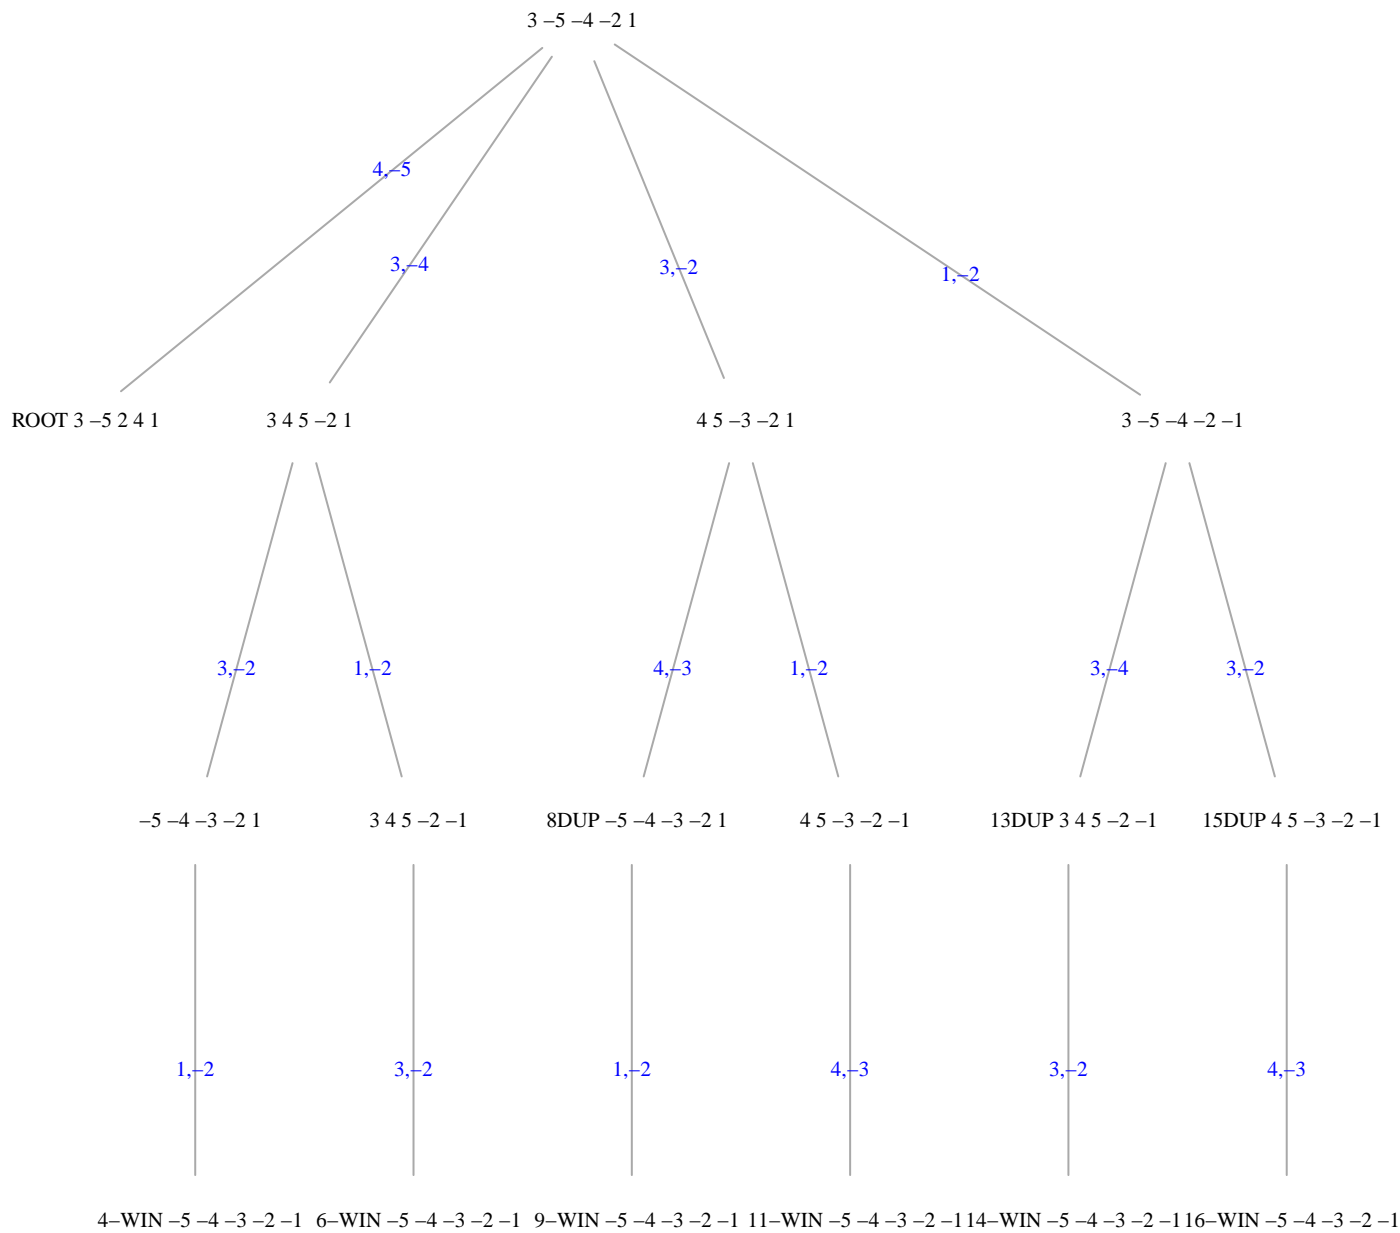 3 –5 –4 –2 1
4,–5
3,–4
3,–2
1,–2
ROOT 3 –5 2 4 1
3 4 5 –2 1
4 5 –3 –2 1
3 –5 –4 –2 –1
3,–2
1,–2
4,–3
1,–2
3,–4
3,–2
–5 –4 –3 –2 1
3 4 5 –2 –1
8DUP –5 –4 –3 –2 1
4 5 –3 –2 –1
13DUP 3 4 5 –2 –1
15DUP 4 5 –3 –2 –1
1,–2
3,–2
1,–2
4,–3
3,–2
4,–3
4–WIN –5 –4 –3 –2 –1
6–WIN –5 –4 –3 –2 –1
9–WIN –5 –4 –3 –2 –1
11–WIN –5 –4 –3 –2 –1
14–WIN –5 –4 –3 –2 –1
16–WIN –5 –4 –3 –2 –1